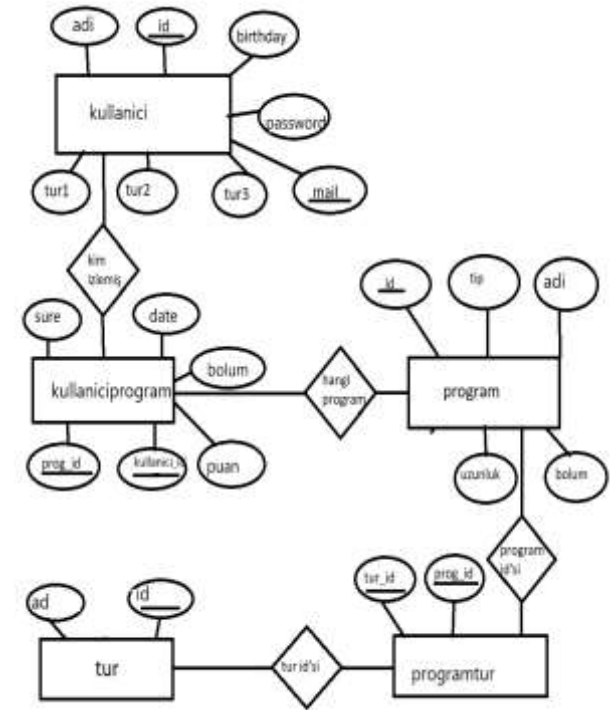 adi
id
birthday
kullanici
password
tur1
tur2
tur3
mail
kim
izlemiş
id
tip
adi
sure
date
bolum
kullaniciprogram
hangi
program
program
prog_id
kullanici_id
puan
uzunluk
bolum
program
id'si
tur_id
prog_id
ad
id
tur
tur id'si
programtur